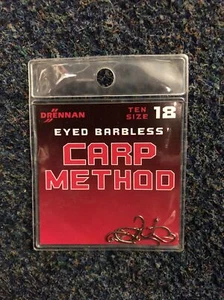 DRENNAN
TEN SIZE 18
EYED BARBLESS
CARP
METHOD